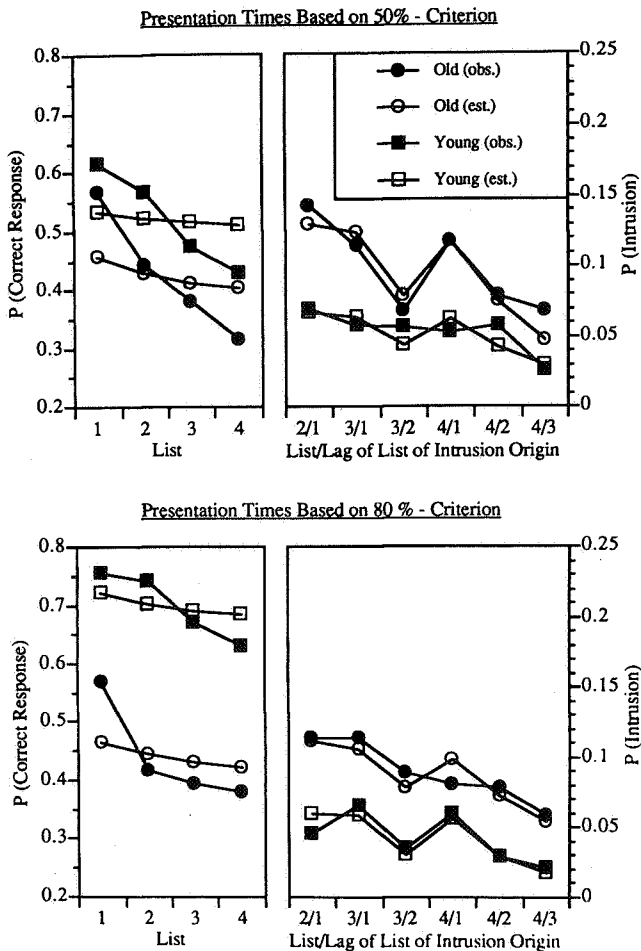 Presentation Times Based on 50% - Criterion
0.8
0.7
0.6
0.5
0.4
0.3
0.2
P (Correct Response)
1 2 3 4
List
Old (obs.)
Old (est.)
Young (obs.)
Young (est.)
0.25
0.2
0.15
0.1
0.05
0
P (Intrusion)
2/1 3/1 3/2 4/1 4/2 4/3
List/Lag of List of Intrusion Origin
Presentation Times Based on 80 % - Criterion
0.8
0.7
0.6
0.5
0.4
0.3
0.2
P (Correct Response)
1 2 3 4
List
0.25
0.2
0.15
0.1
0.05
0
P (Intrusion)
2/1 3/1 3/2 4/1 4/2 4/3
List/Lag of List of Intrusion Origin